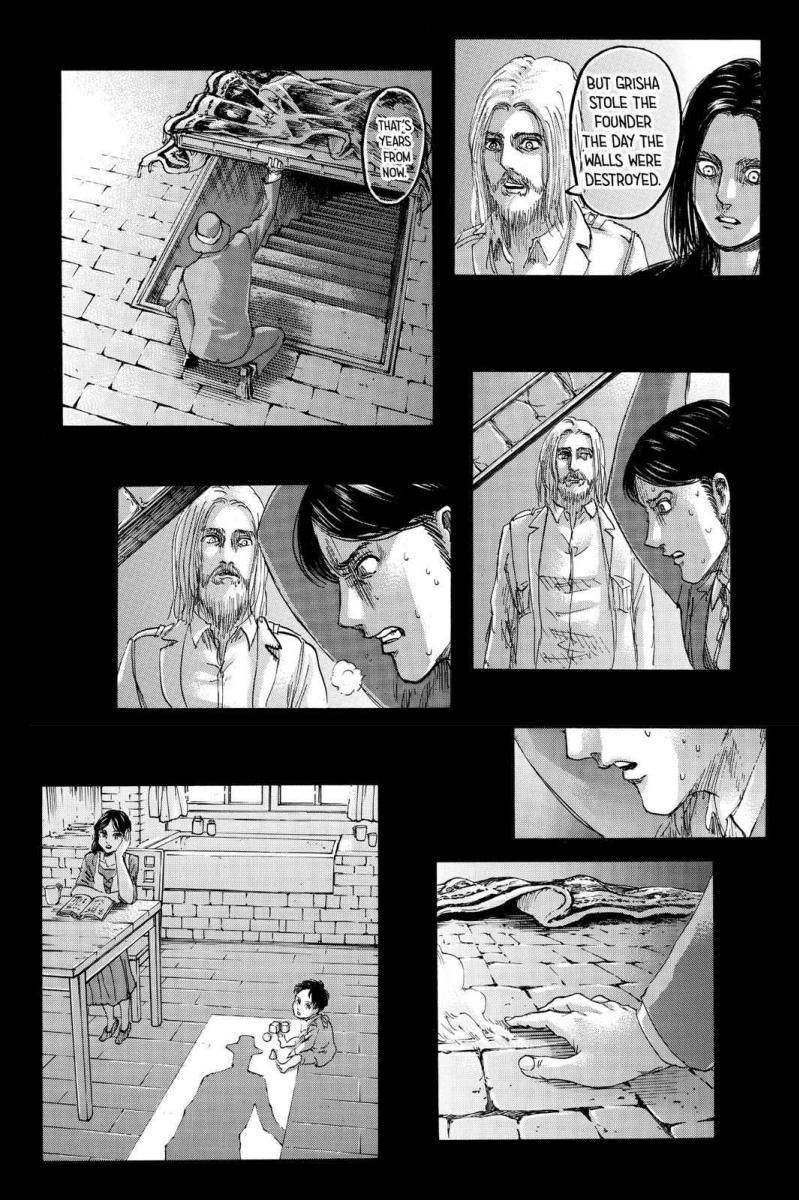 BUT GRISHA
STOLE THE
FOUNDER
THE DAY THE
WALLS WERE
DESTROYED.
THAT'S
YEARS
FROM
NOW.